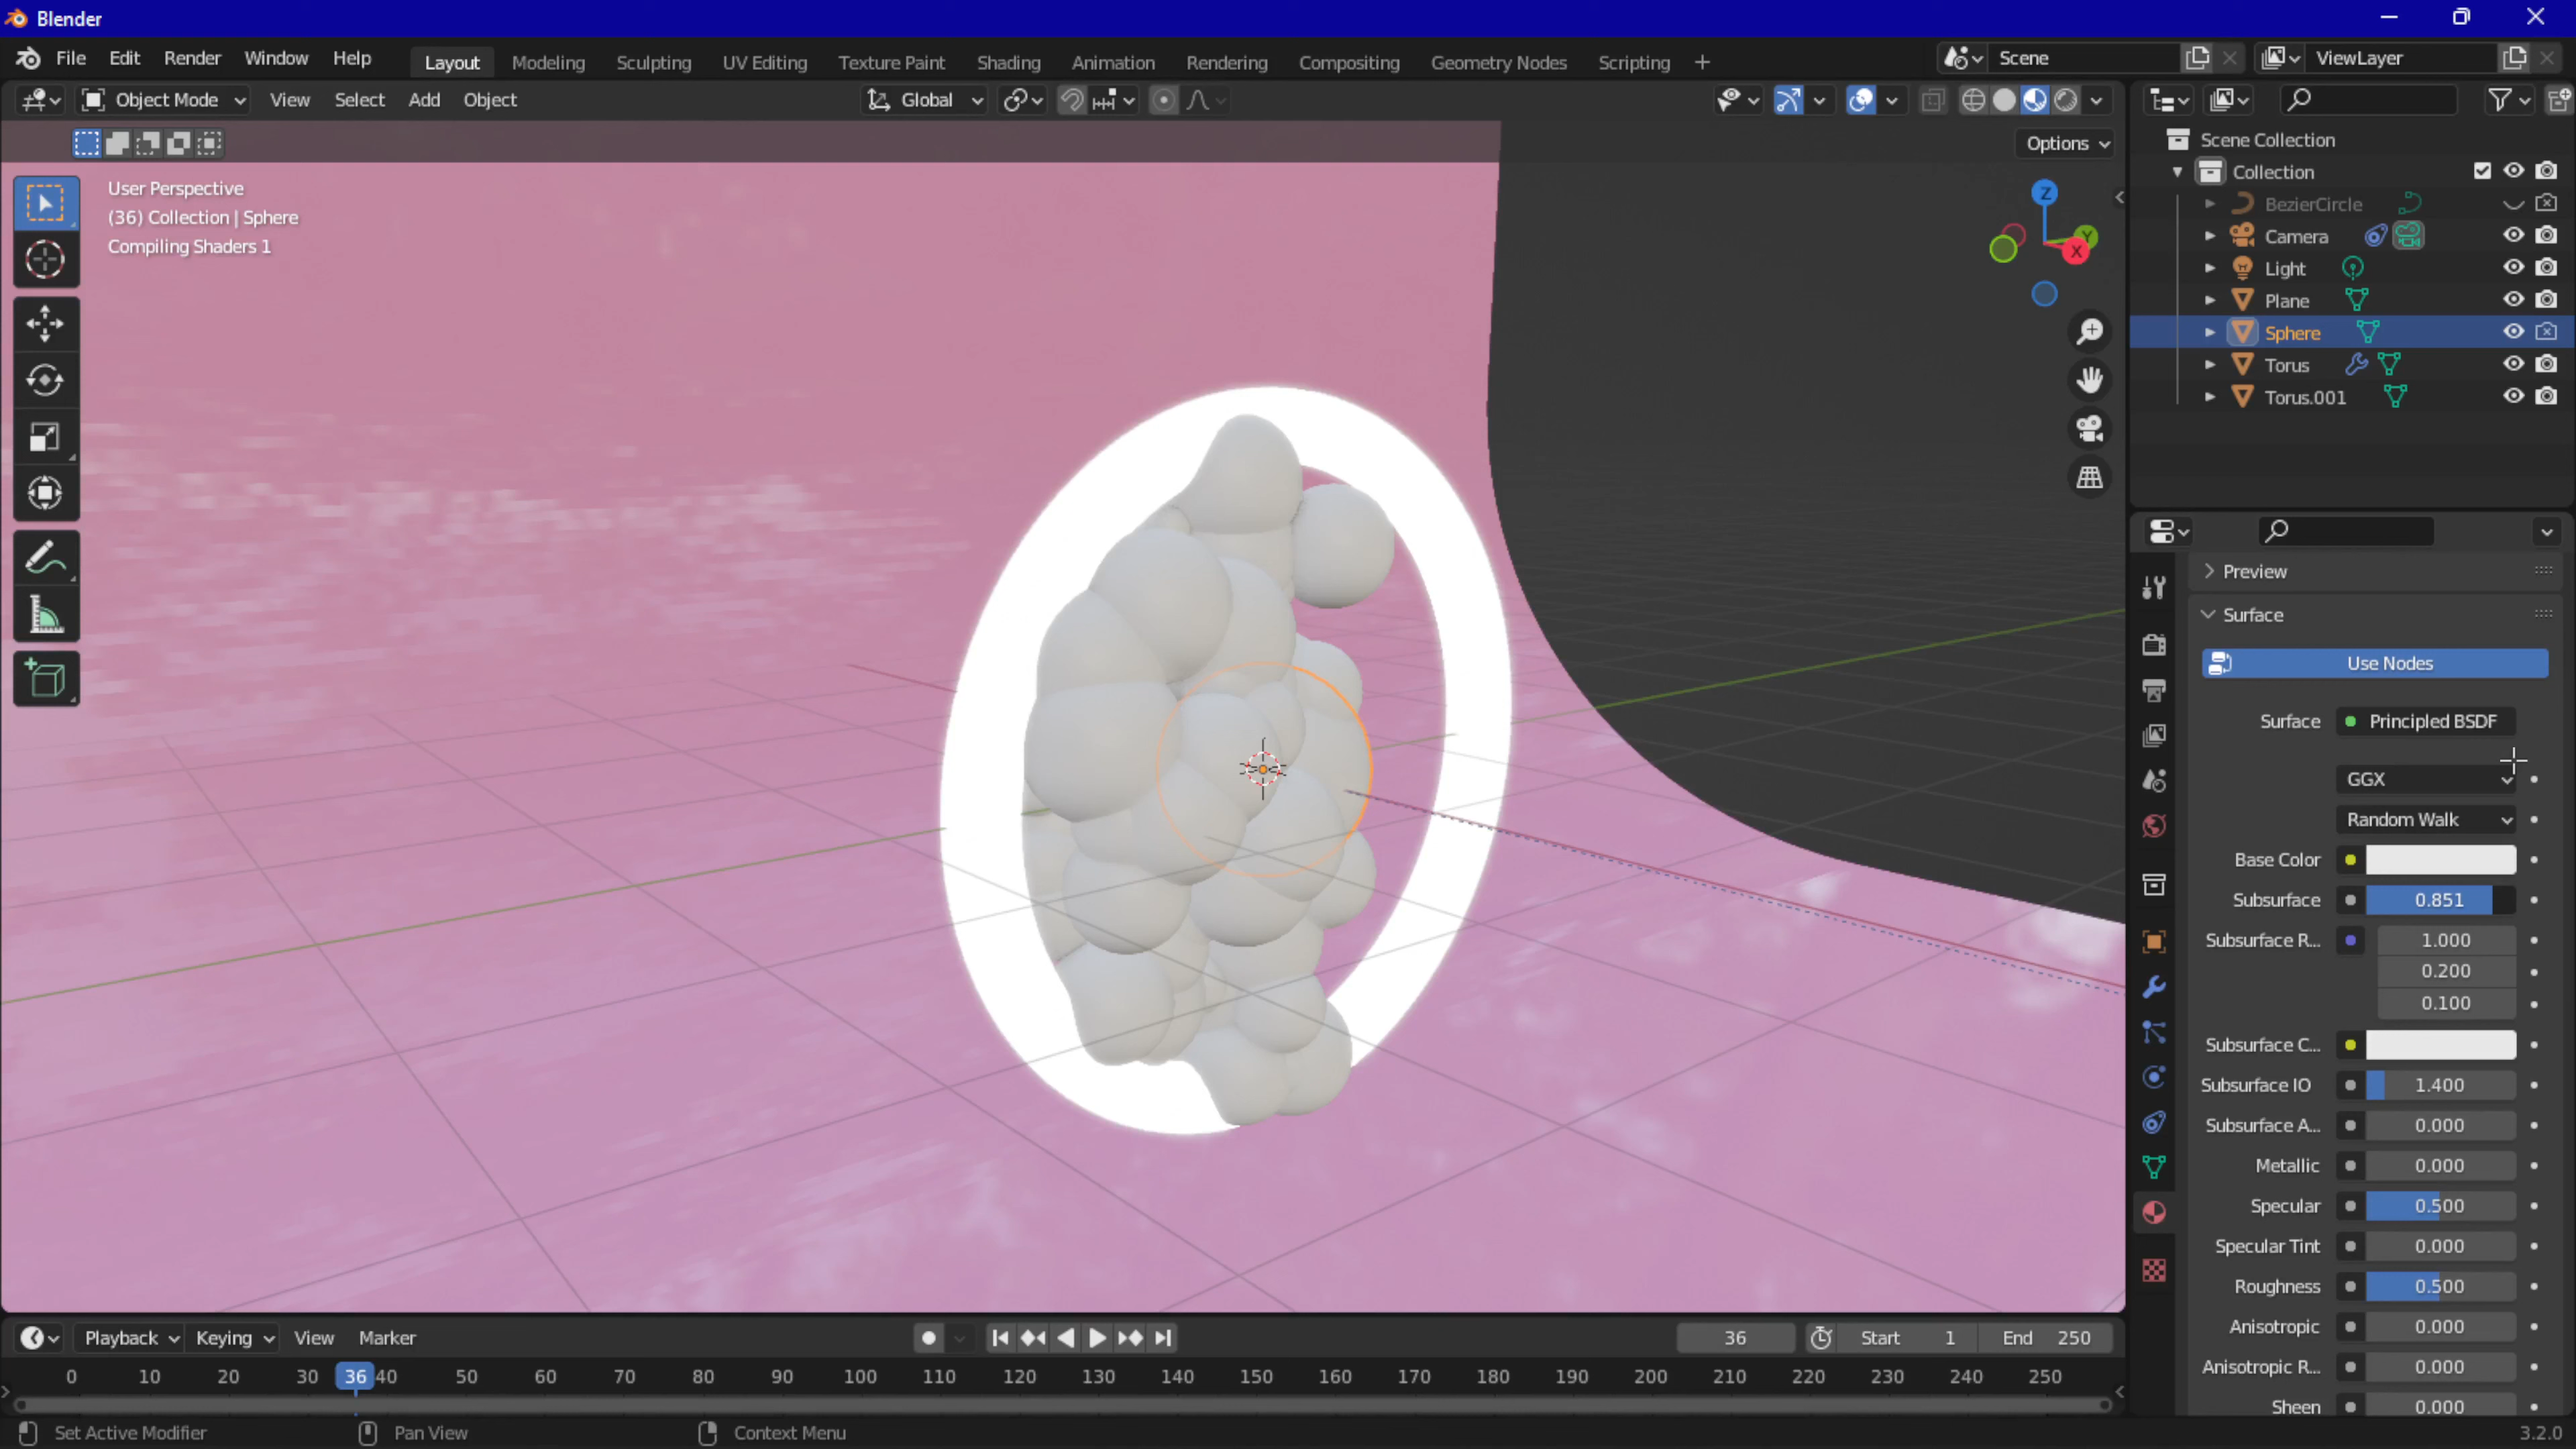 Blender
File Edit Render Window Help Layout Modeling Sculpting UV Editing Texture Paint Shading Animation Rendering Compositing Geometry Nodes Scripting + Scene ViewLayer
Object Mode View Select Add Object Global
Options
User Perspective
(36) Collection | Sphere
Compiling Shaders 1
Z
Y
X
Scene Collection
Collection
BezierCircle
Camera
Light
Plane
Sphere
Torus
Torus.001
Preview
Surface
Use Nodes
Surface Principled BSDF
GGX
Random Walk
Base Color
Subsurface 0.851
Subsurface R... 1.000
0.200
0.100
Subsurface C...
Subsurface IO 1.400
Subsurface A... 0.000
Metallic 0.000
Specular 0.500
Specular Tint 0.000
Roughness 0.500
Anisotropic 0.000
Anisotropic R... 0.000
Sheen 0.000
Playback Keying View Marker 36 Start 1 End 250
0 10 20 30 36 40 50 60 70 80 90 100 110 120 130 140 150 160 170 180 190 200 210 220 230 240 250
Set Active Modifier Pan View Context Menu 3.2.0